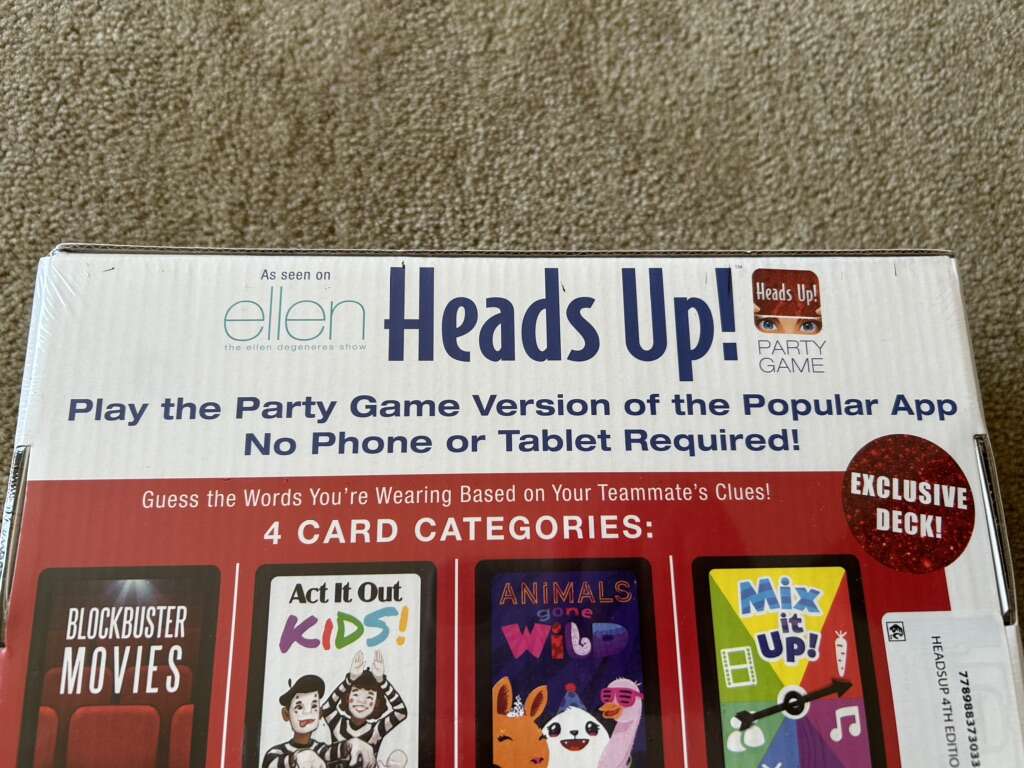 As seen on
ellen
the ellen degeneres show
Heads Up!™
Heads Up!
PARTY
GAME
Play the Party Game Version of the Popular App
No Phone or Tablet Required!
Guess the Words You're Wearing Based on Your Teammate's Clues!
4 CARD CATEGORIES:
EXCLUSIVE
DECK!
BLOCKBUSTER
MOVIES
Act It Out
KIDS!
ANIMALS
gone
WILD
Mix
it
Up!
HEADSUP 4TH EDITIO
778988373033